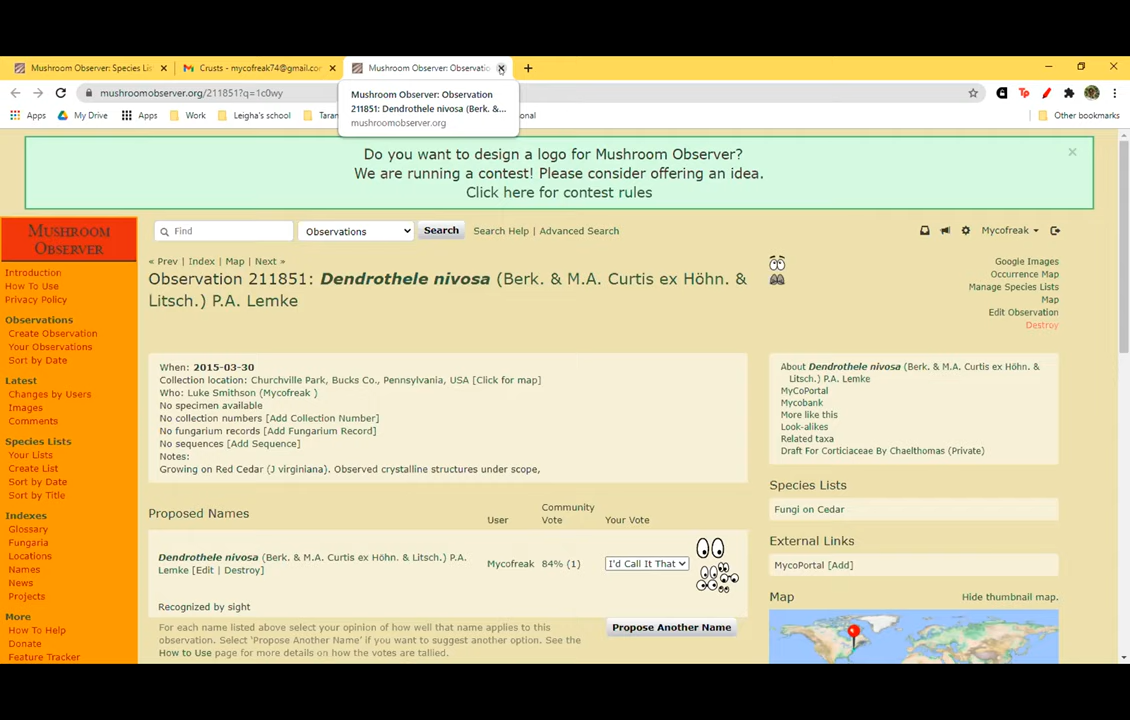 Mushroom Observer: Species Lis
Crusts - mycofreak74@gmail.co
Mushroom Observer: Observatio
mushroomobserver.org/211851?q=1c0wy
Mushroom Observer: Observation
211851: Dendrothele nivosa (Berk. &...
mushroomobserver.org
Apps
My Drive
Apps
Work
Leigha's school
Taran
onal
Other bookmarks
Do you want to design a logo for Mushroom Observer?
We are running a contest! Please consider offering an idea.
Click here for contest rules
MUSHROOM
OBSERVER
Find
Observations
Search
Search Help | Advanced Search
Mycofreak
Introduction
How To Use
Privacy Policy
Observations
Create Observation
Your Observations
Sort by Date
Latest
Changes by Users
Images
Comments
Species Lists
Your Lists
Create List
Sort by Date
Sort by Title
Indexes
Glossary
Fungaria
Locations
Names
News
Projects
More
How To Help
Donate
Feature Tracker
« Prev | Index | Map | Next »
Observation 211851: Dendrothele nivosa (Berk. & M.A. Curtis ex Höhn. &
Litsch.) P.A. Lemke
Google Images
Occurrence Map
Manage Species Lists
Map
Edit Observation
Destroy
When: 2015-03-30
Collection location: Churchville Park, Bucks Co., Pennsylvania, USA [Click for map]
Who: Luke Smithson (Mycofreak )
No specimen available
No collection numbers [Add Collection Number]
No fungarium records [Add Fungarium Record]
No sequences [Add Sequence]
Notes:
Growing on Red Cedar (J virginiana). Observed crystalline structures under scope,
About Dendrothele nivosa (Berk. & M.A. Curtis ex Höhn. &
Litsch.) P.A. Lemke
MyCoPortal
Mycobank
More like this
Look-alikes
Related taxa
Draft For Corticiaceae By Chaelthomas (Private)
Species Lists
Fungi on Cedar
External Links
MycoPortal [Add]
Map
Hide thumbnail map.
Proposed Names
User
Community
Vote
Your Vote
Dendrothele nivosa (Berk. & M.A. Curtis ex Höhn. & Litsch.) P.A.
Lemke [Edit | Destroy]
Mycofreak
84% (1)
I'd Call It That
Recognized by sight
For each name listed above select your opinion of how well that name applies to this
observation. Select 'Propose Another Name' if you want to suggest another option. See the
How to Use page for more details on how the votes are tallied.
Propose Another Name